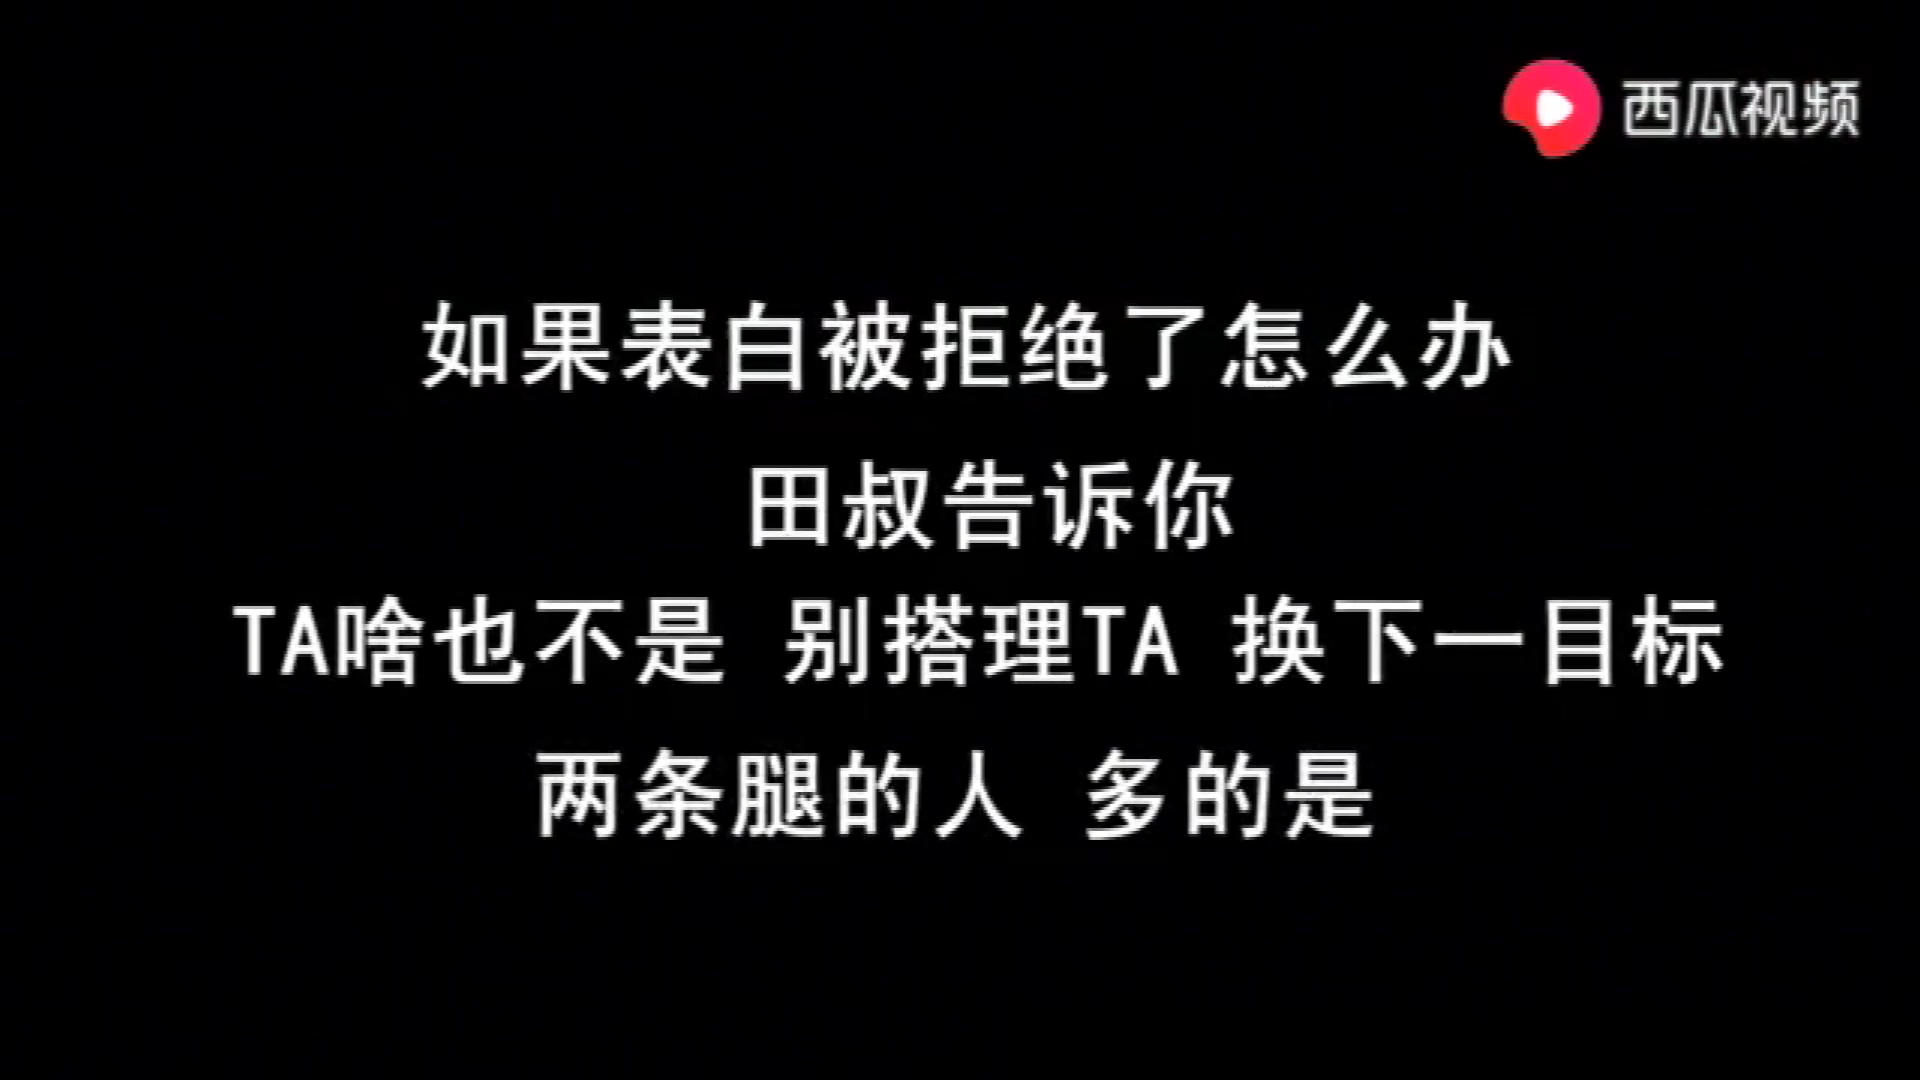 西瓜视频
如果表白被拒绝了怎么办
田叔告诉你
TA啥也不是 别搭理TA 换下一目标
两条腿的人 多的是